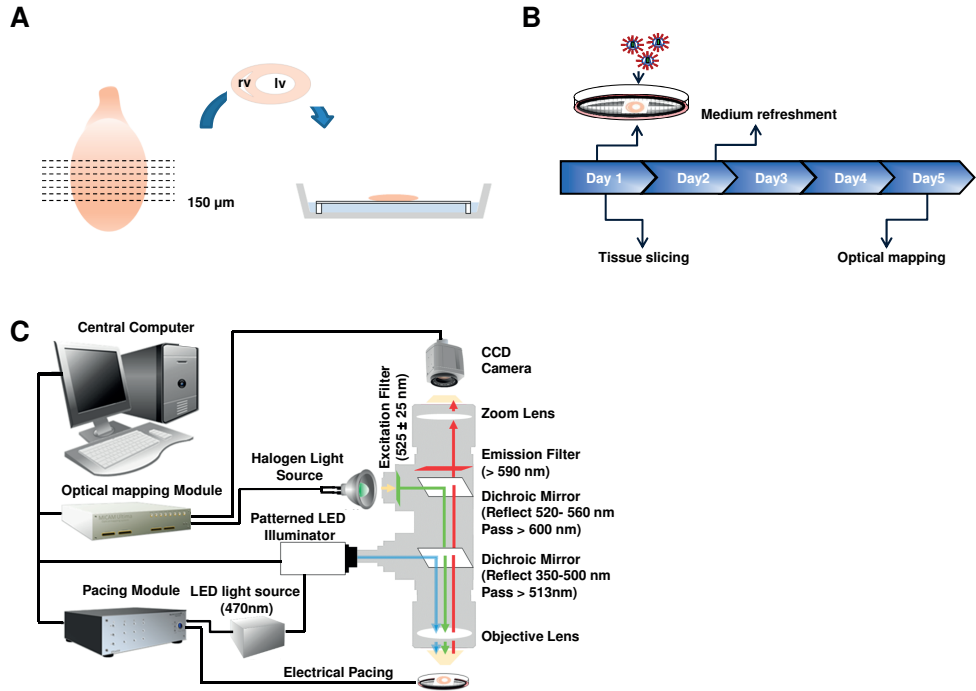 A
rv
lv
150 µm
B
Medium refreshment
Day 1
Day2
Day3
Day4
Day5
Tissue slicing
Optical mapping
C
Central Computer
CCD
Camera
Excitation Filter
(525 ± 25 nm)
Zoom Lens
Halogen Light
Source
Emission Filter
(> 590 nm)
Optical mapping Module
Dichroic Mirror
(Reflect 520- 560 nm
Pass > 600 nm)
Patterned LED
Illuminator
Dichroic Mirror
(Reflect 350-500 nm
Pass > 513nm)
Pacing Module
LED light source
(470nm)
Objective Lens
Electrical Pacing